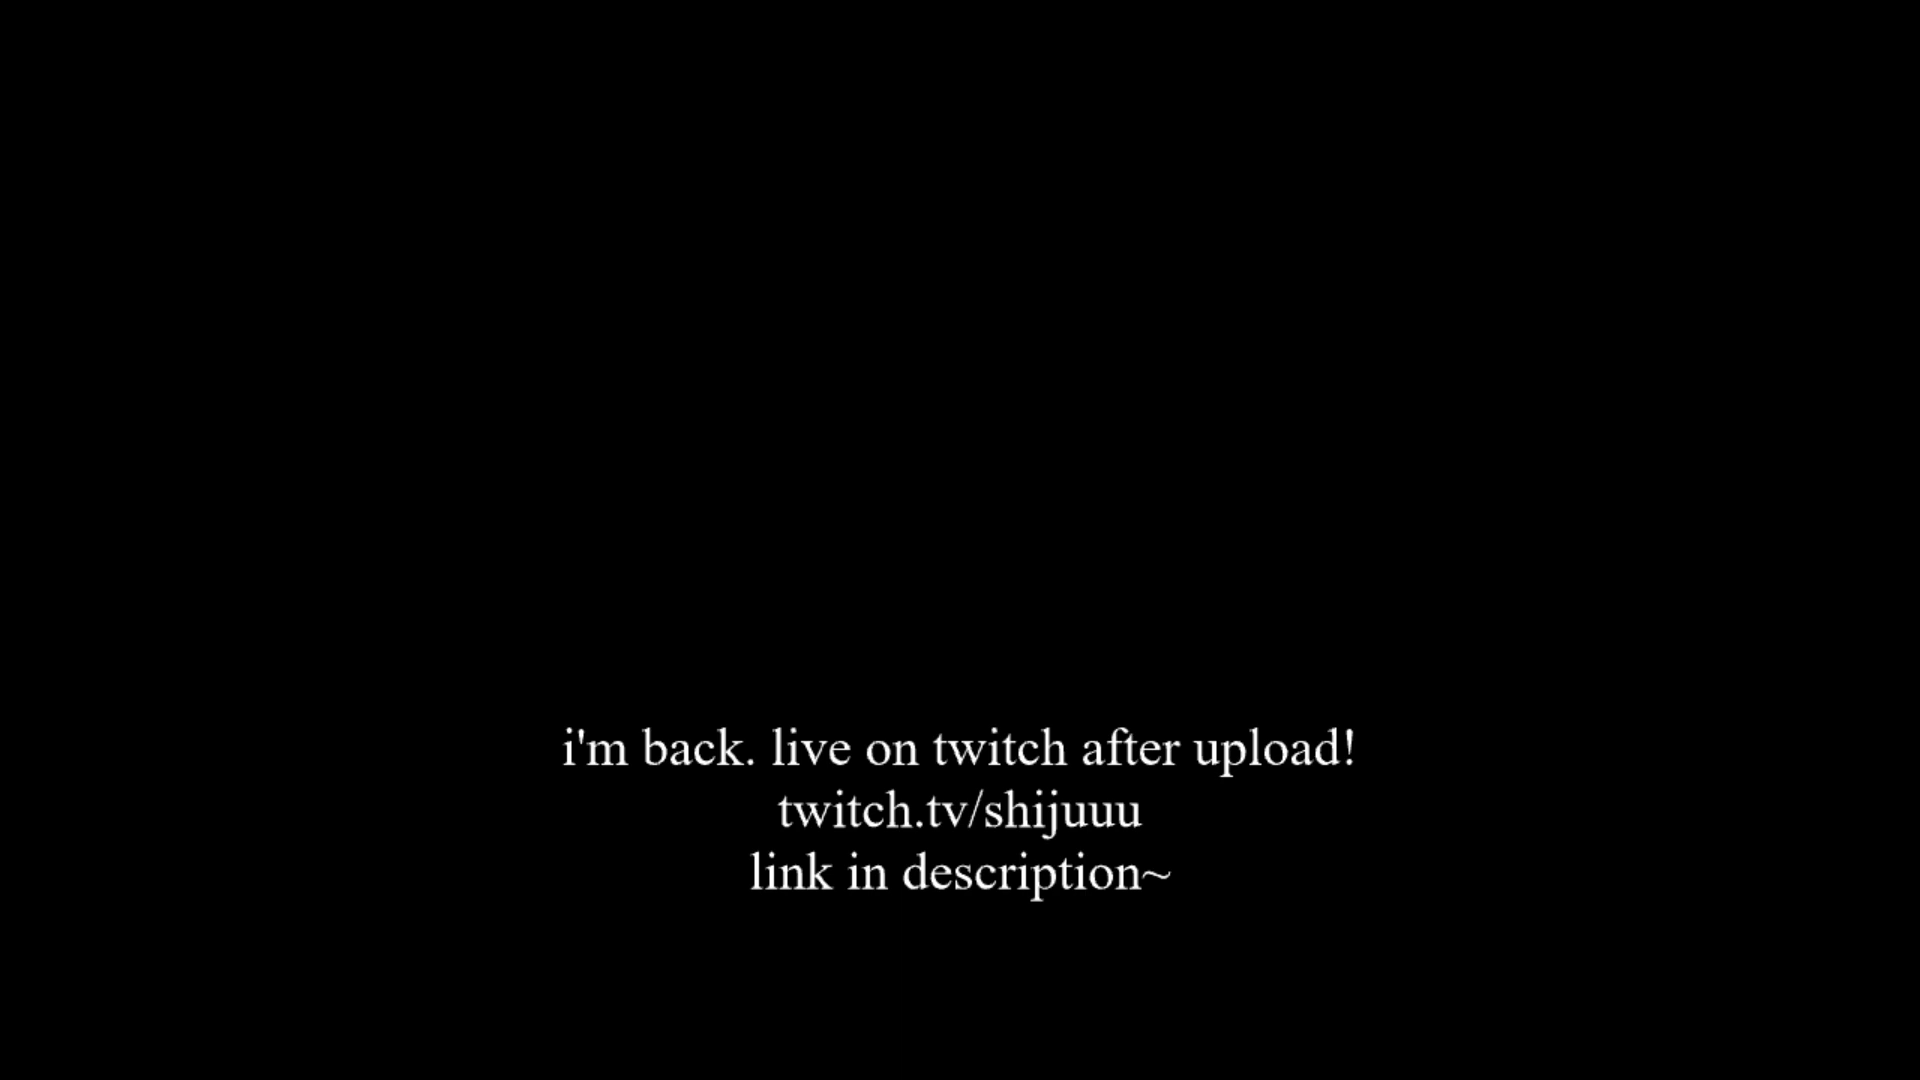 i'm back. live on twitch after upload!
twitch.tv/shijuuu
link in description~